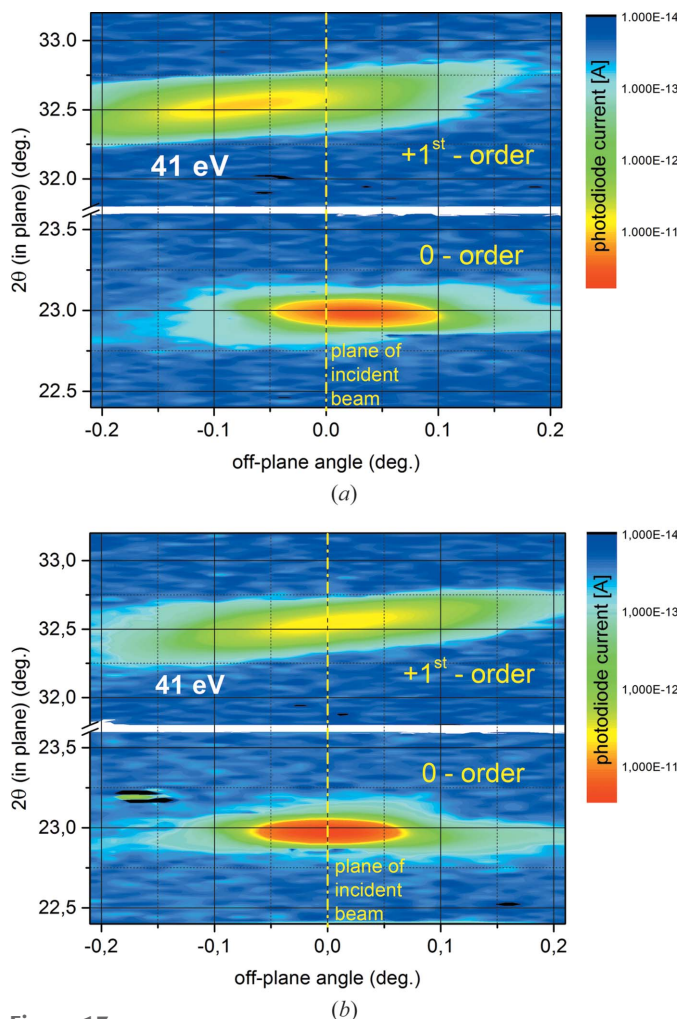 33.0
32.5
32.0
23.5
23.0
22.5
2θ (in plane) (deg.)
41 eV
+1st - order
0 - order
plane of
incident
beam
-0.2
-0.1
0.0
0.1
0.2
off-plane angle (deg.)
1.000E-14
1.000E-13
1.000E-12
1.000E-11
photodiode current [A]
(a)
33,0
32,5
32,0
23,5
23,0
22,5
2θ (in plane) (deg.)
41 eV
+1st - order
0 - order
plane of
incident
beam
-0,2
-0,1
0,0
0,1
0,2
off-plane angle (deg.)
1,000E-14
1,000E-13
1,000E-12
1,000E-11
photodiode current [A]
(b)